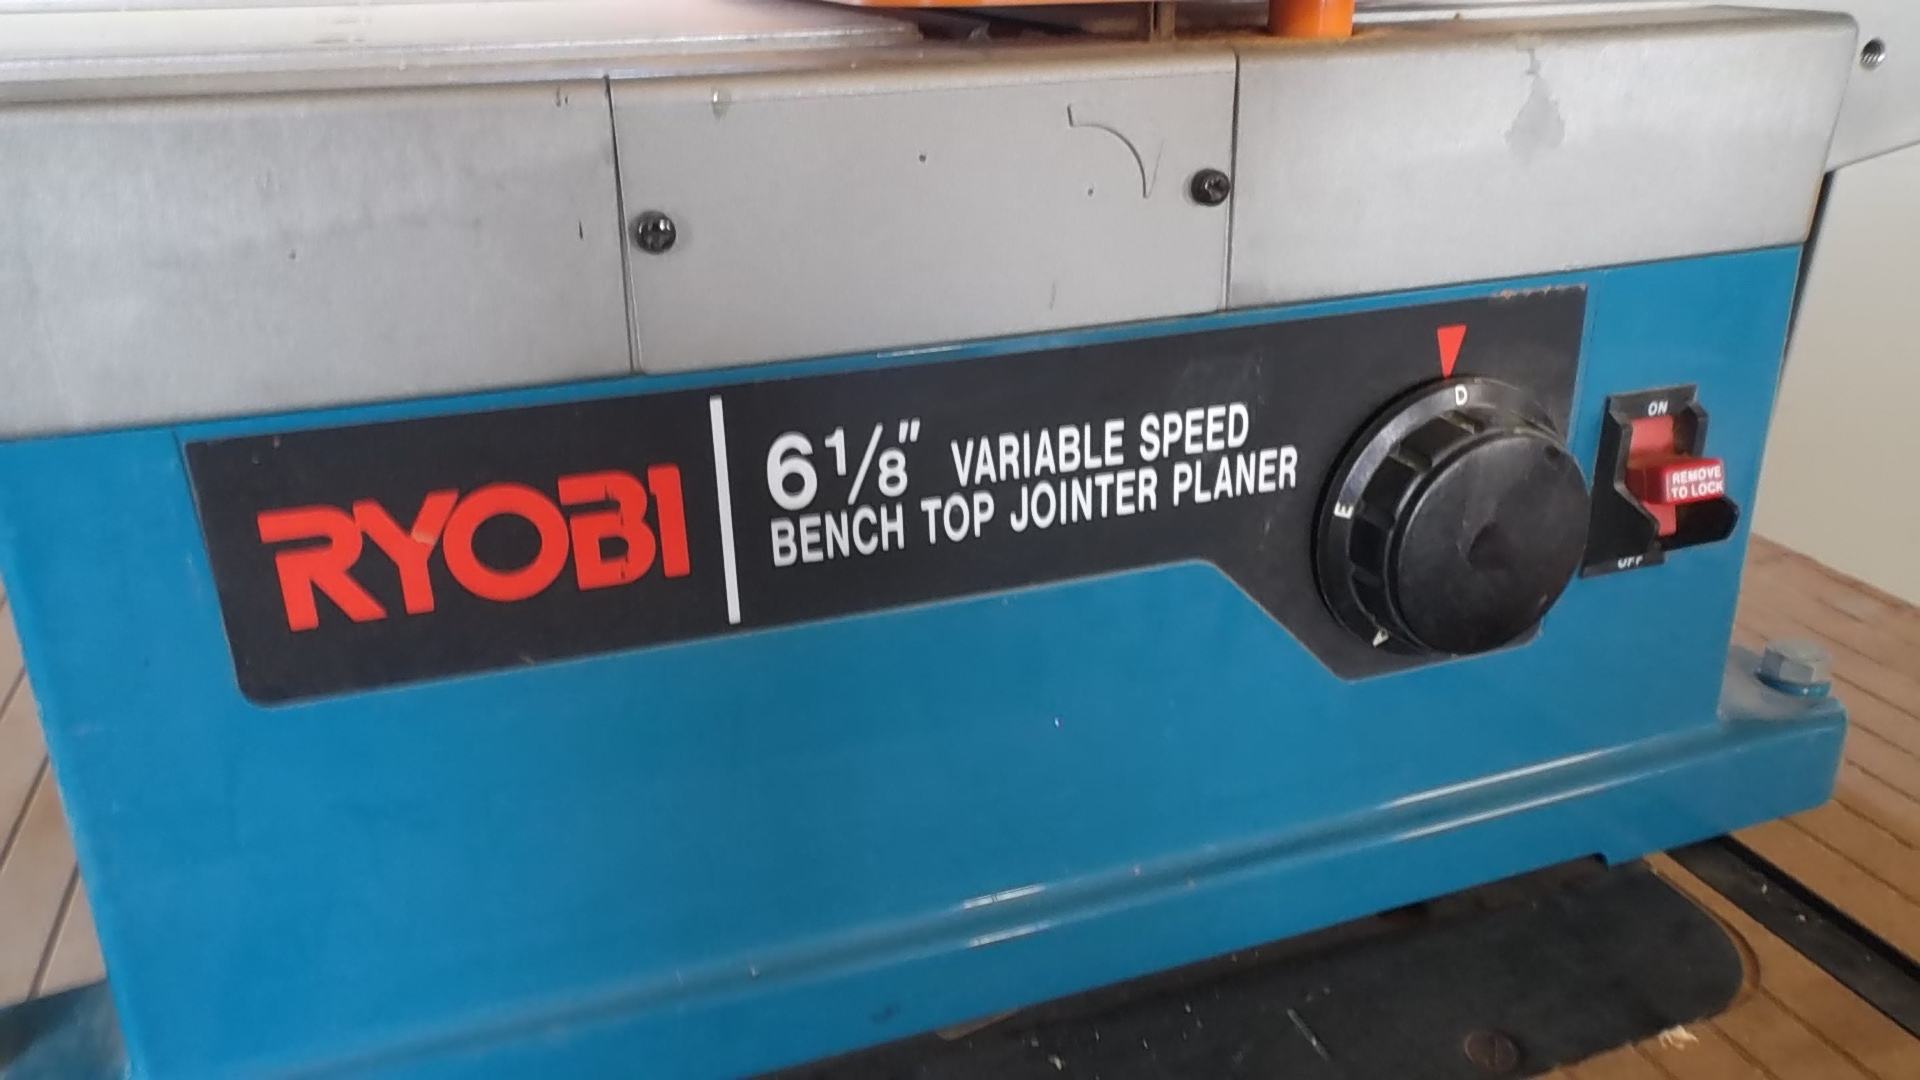 RYOBI
6 1/8" VARIABLE SPEED
BENCH TOP JOINTER PLANER
D
E
A
ON
REMOVE
TO LOCK
OFF